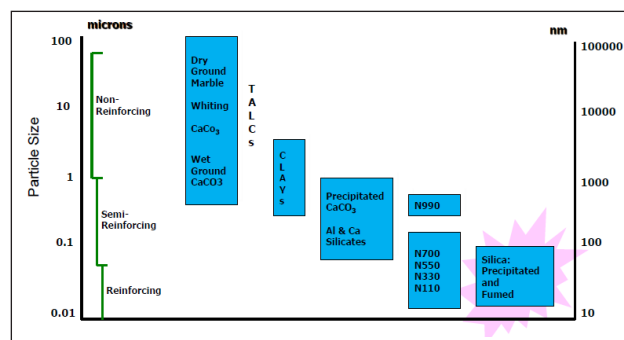 microns
nm
100
10
1
0.1
0.01
Particle Size
Non-
Reinforcing
Semi-
Reinforcing
Reinforcing
Dry
Ground
Marble
Whiting
CaCo₃
Wet
Ground
CaCO3
T
A
L
C
s
C
L
A
Y
s
Precipitated
CaCO₃
Al & Ca
Silicates
N990
N700
N550
N330
N110
Silica:
Precipitated
and
Fumed
100000
10000
1000
100
10